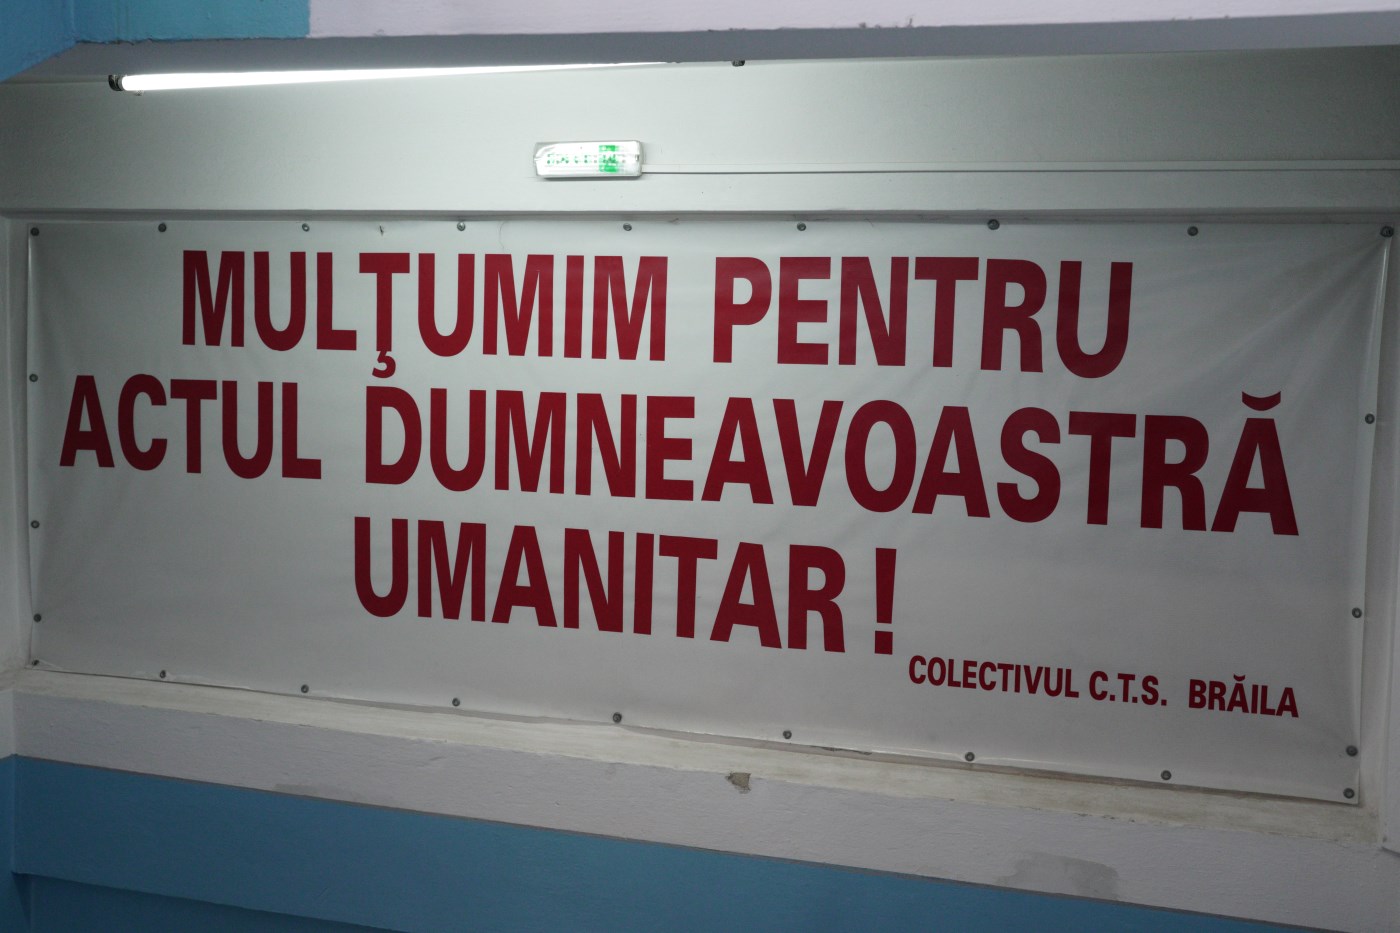 MULŢUMIM PENTRU
ACTUL DUMNEAVOASTRĂ
UMANITAR !
COLECTIVUL C.T.S. BRĂILA